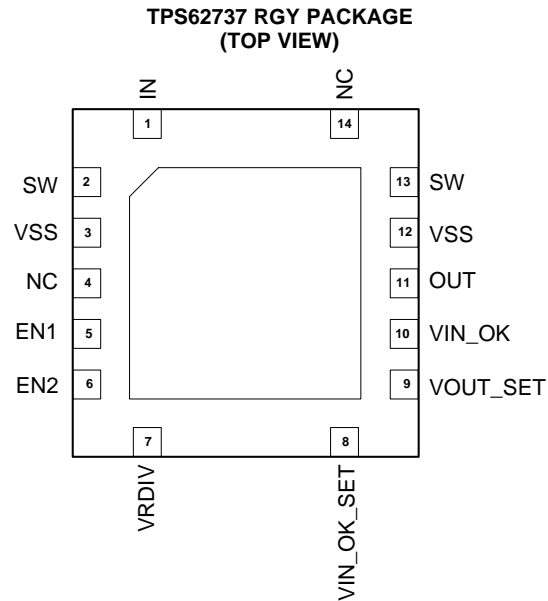 TPS62737 RGY PACKAGE
(TOP VIEW)
IN
NC
1
14
SW
2
13
SW
VSS
3
12
VSS
NC
4
11
OUT
EN1
5
10
VIN_OK
EN2
6
9
VOUT_SET
7
8
VRDIV
VIN_OK_SET